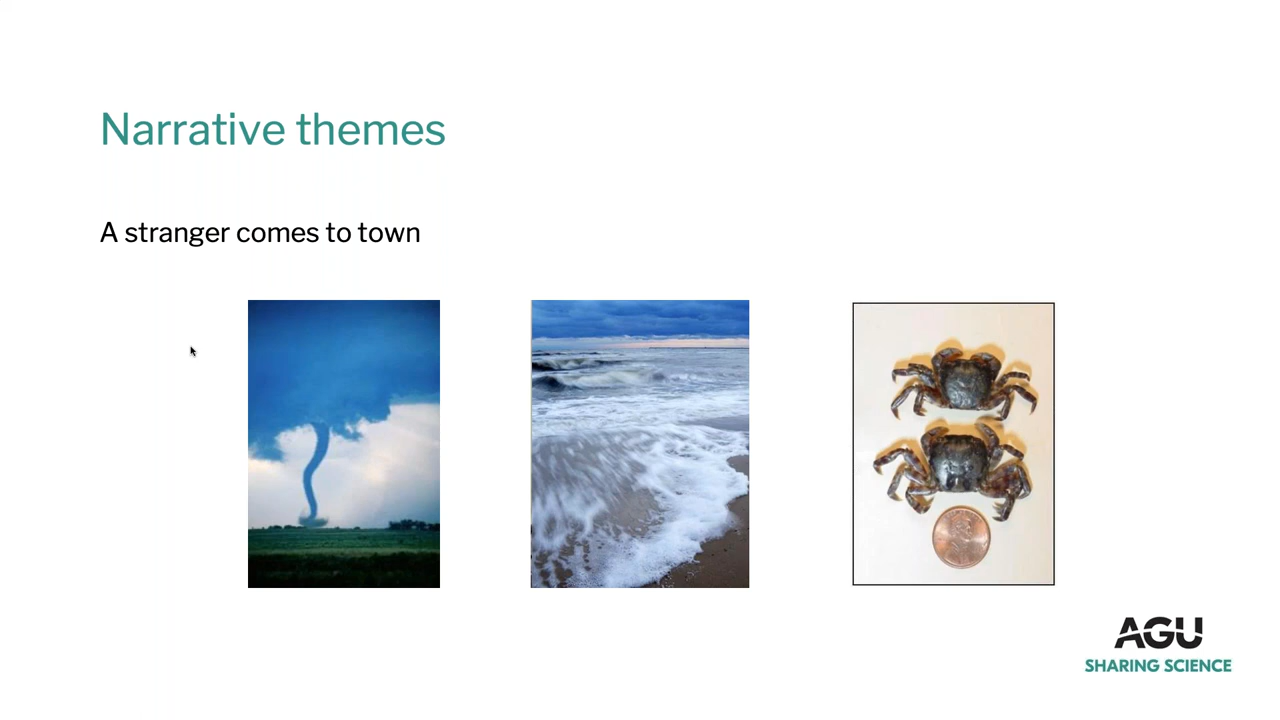 Narrative themes
A stranger comes to town
AGU
SHARING SCIENCE